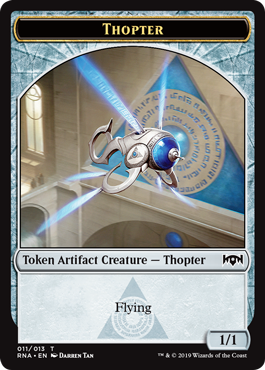 Thopter
Token Artifact Creature — Thopter
Flying
1/1
011/013 T
RNA • EN Darren Tan
™ & © 2019 Wizards of the Coast